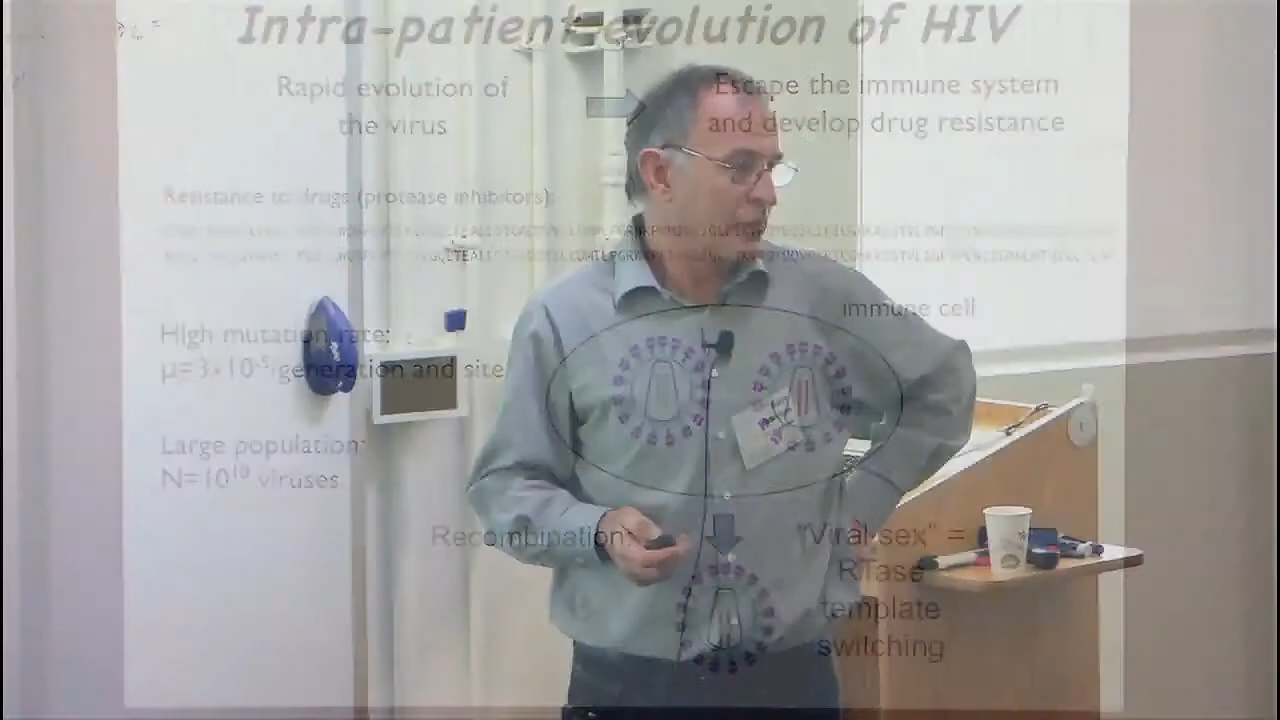 Intra-patient evolution of HIV
Rapid evolution of
the virus
Escape the immune system
and develop drug resistance
Resistance to drugs (protease inhibitors):
immune cell
High mutation rate:
μ=3×10⁻⁵/generation and site
Large population:
N=10¹⁰ viruses
Recombination:
"Viral sex" =
RTase
template
switching